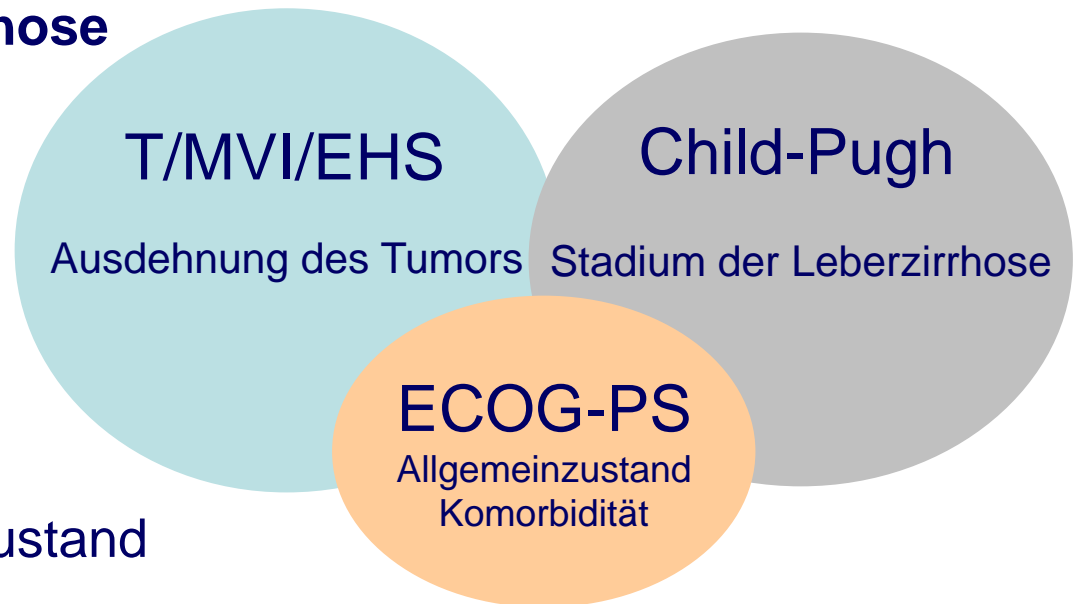 nose
T/MVI/EHS
Ausdehnung des Tumors
Child-Pugh
Stadium der Leberzirrhose
ECOG-PS
Allgemeinzustand
Komorbidität
ustand